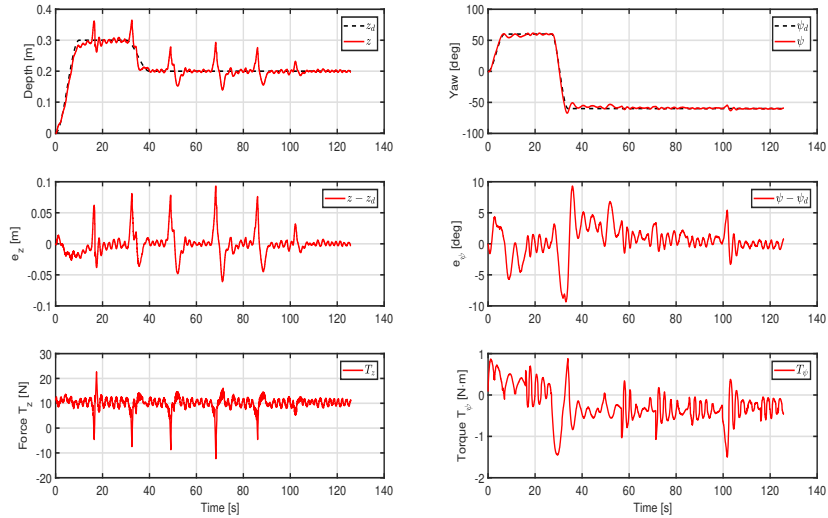 0.4
0.3
0.2
0.1
0
Depth [m]
z_d
z
0 20 40 60 80 100 120 140
100
50
0
-50
-100
Yaw [deg]
ψ_d
ψ
0 20 40 60 80 100 120 140
0.1
0.05
0
-0.05
-0.1
e_z [m]
z − z_d
0 20 40 60 80 100 120 140
10
5
0
-5
-10
e_ψ [deg]
ψ − ψ_d
0 20 40 60 80 100 120 140
30
20
10
0
-10
-20
Force T_z [N]
T_z
0 20 40 60 80 100 120 140
Time [s]
1
0
-1
-2
Torque T_ψ [N·m]
T_ψ
0 20 40 60 80 100 120 140
Time [s]